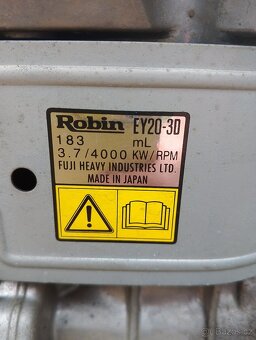 Robin EY20-3D
183 mL
3.7/4000 KW/RPM
FUJI HEAVY INDUSTRIES LTD.
MADE IN JAPAN